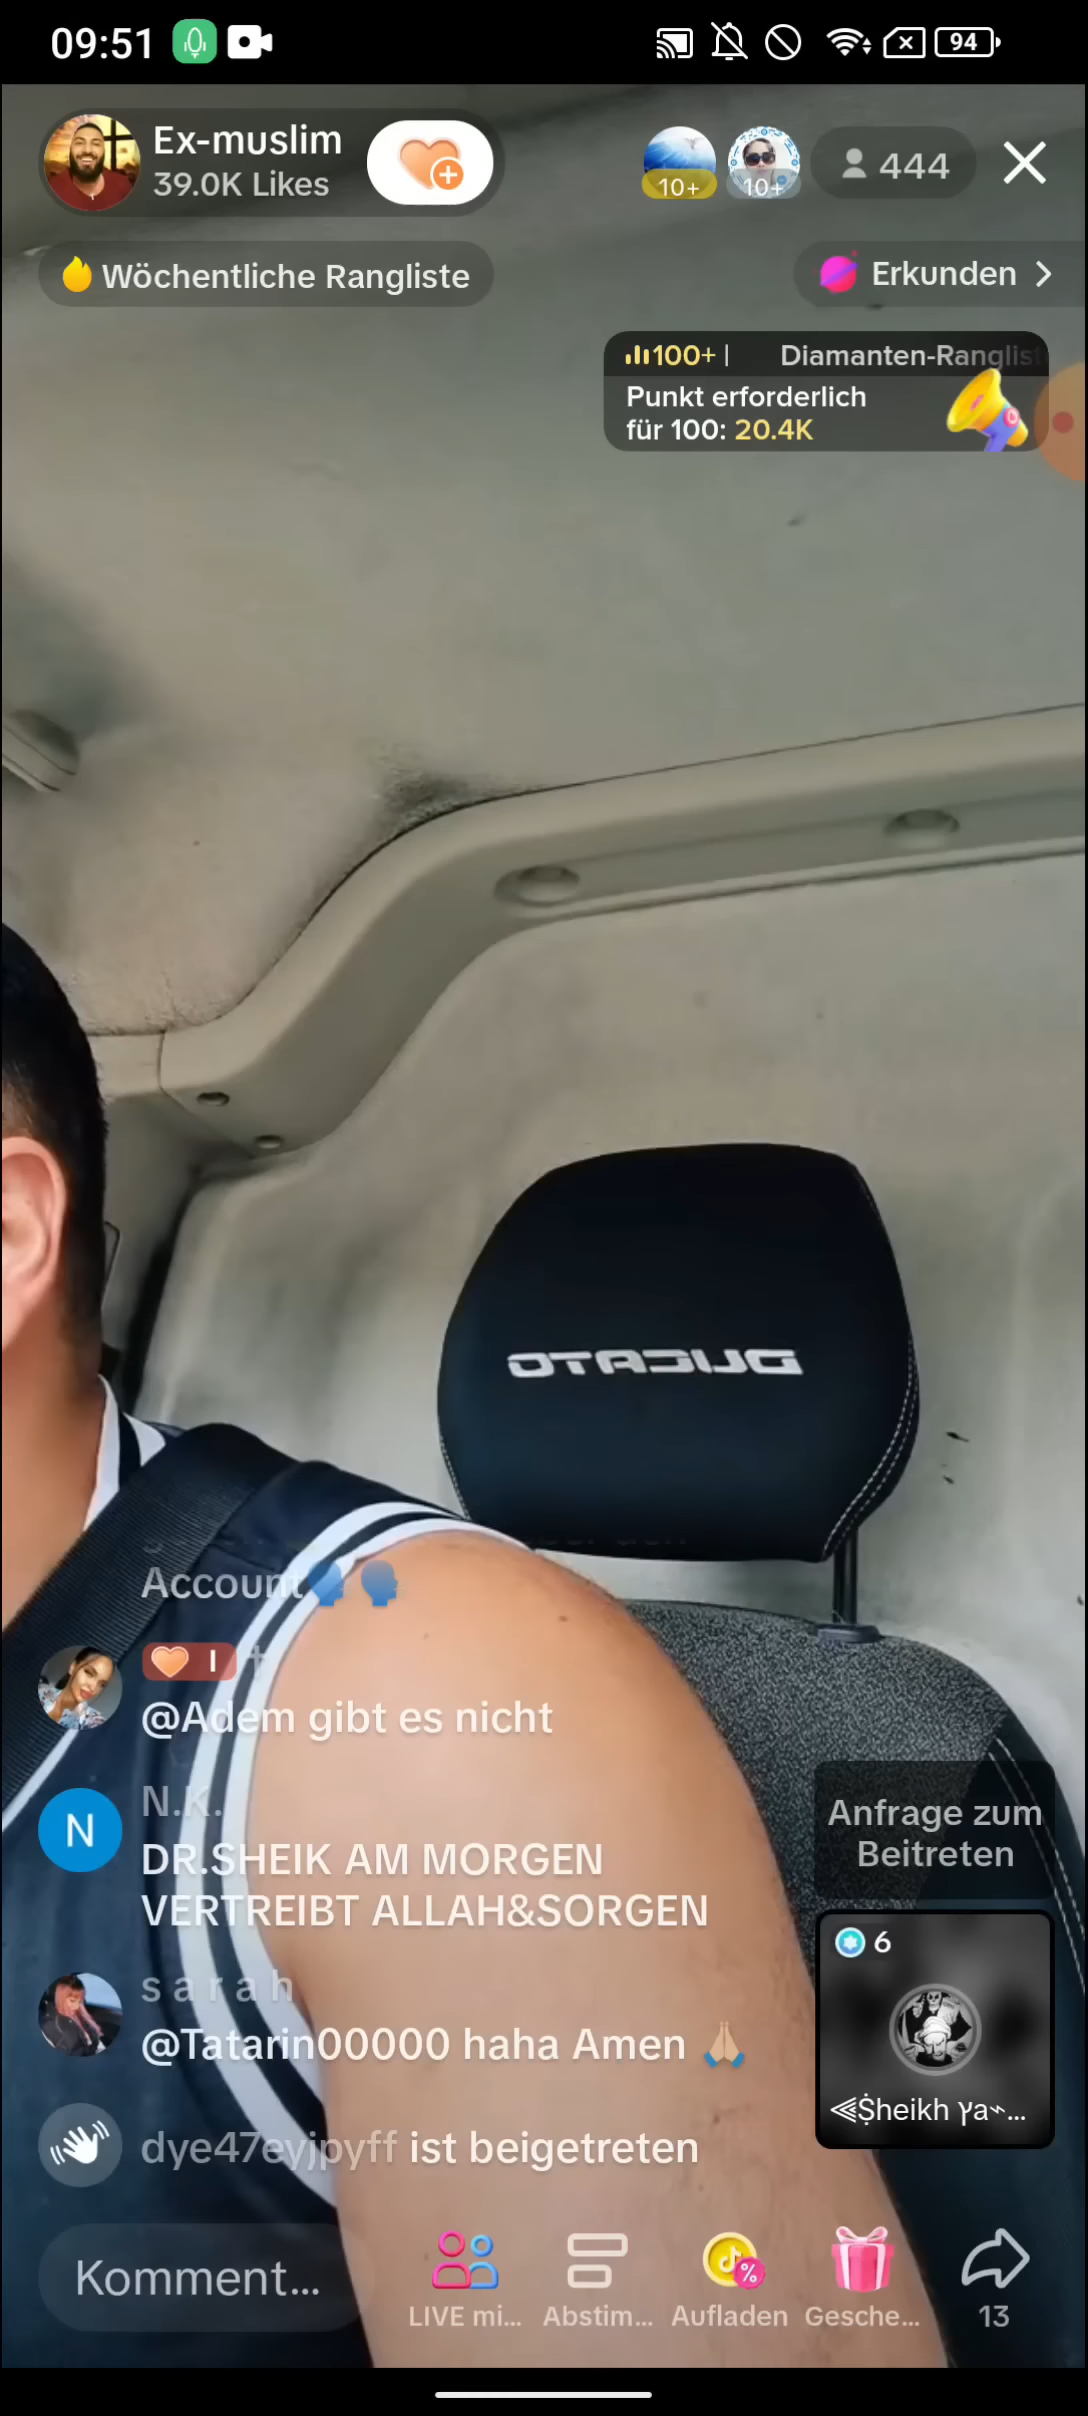 09:51
94
Ex-muslim
39.0K Likes
10+
10+
444
Wöchentliche Rangliste
Erkunden
100+ | Diamanten-Ranglist
Punkt erforderlich
für 100: 20.4K
DUCATO
Account
I
@Adem gibt es nicht
N
N.K.
DR.SHEIK AM MORGEN
VERTREIBT ALLAH&SORGEN
Anfrage zum
Beitreten
s a r a h
@Tatarin00000 haha Amen 🙏
6
dye47eyjpyff ist beigetreten
Komment...
LIVE mi...
Abstim...
Aufladen
Gesche...
13